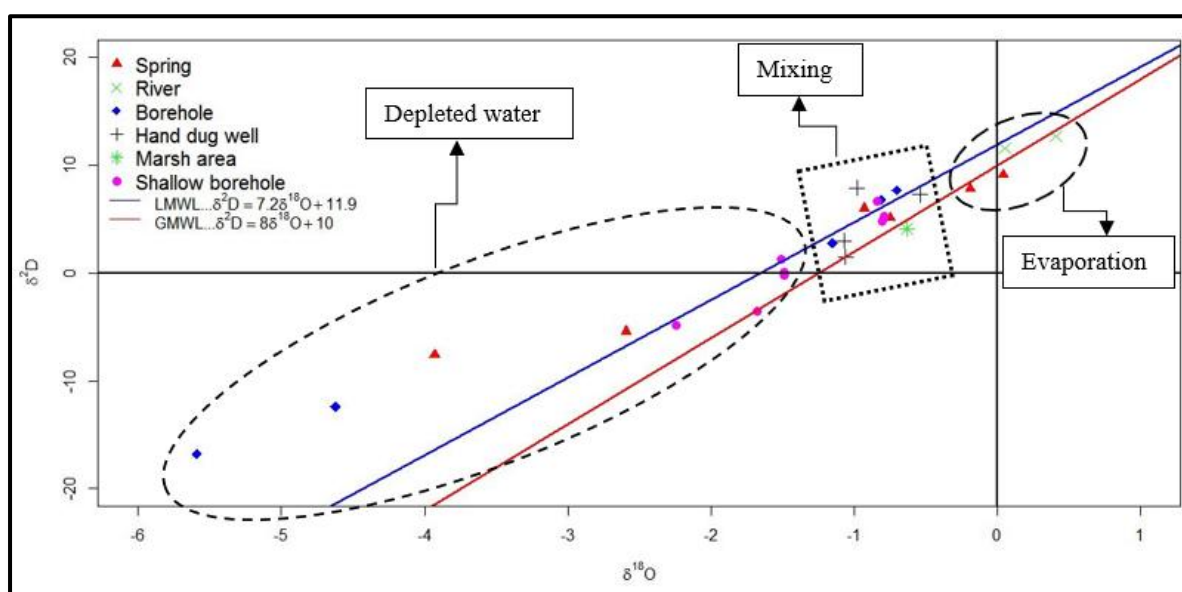 Spring
River
Borehole
Hand dug well
Marsh area
Shallow borehole
LMWL...δ²D = 7.2δ¹⁸O + 11.9
GMWL...δ²D = 8δ¹⁸O + 10
Depleted water
Mixing
Evaporation
20
10
0
-10
-20
δ²D
-6
-5
-4
-3
-2
-1
0
1
δ¹⁸O